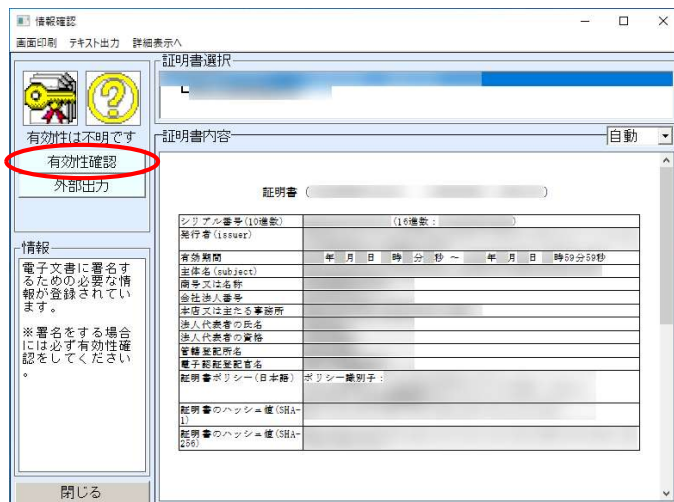 情報確認
画面印刷 テキスト出力 詳細表示へ
証明書選択
有効性は不明です
有効性確認
外部出力
情報
電子文書に署名す
るための必要な情
報が登録されてい
ます。
※署名をする場合
には必ず有効性確
認をしてください
。
閉じる
証明書内容
自動
証明書 ( )
シリアル番号(10進数) (16進数: )
発行者(issuer)
有効期間 年 月 日 時 分 秒 ~ 年 月 日 時59分59秒
主体名(subject)
商号又は名称
会社法人番号
本店又は主たる事務所
法人代表者の氏名
法人代表者の資格
管轄登記所名
電子認証登記官名
証明書ポリシー(日本語) ポリシー識別子:
証明書のハッシュ値(SHA-
1)
証明書のハッシュ値(SHA-
256)